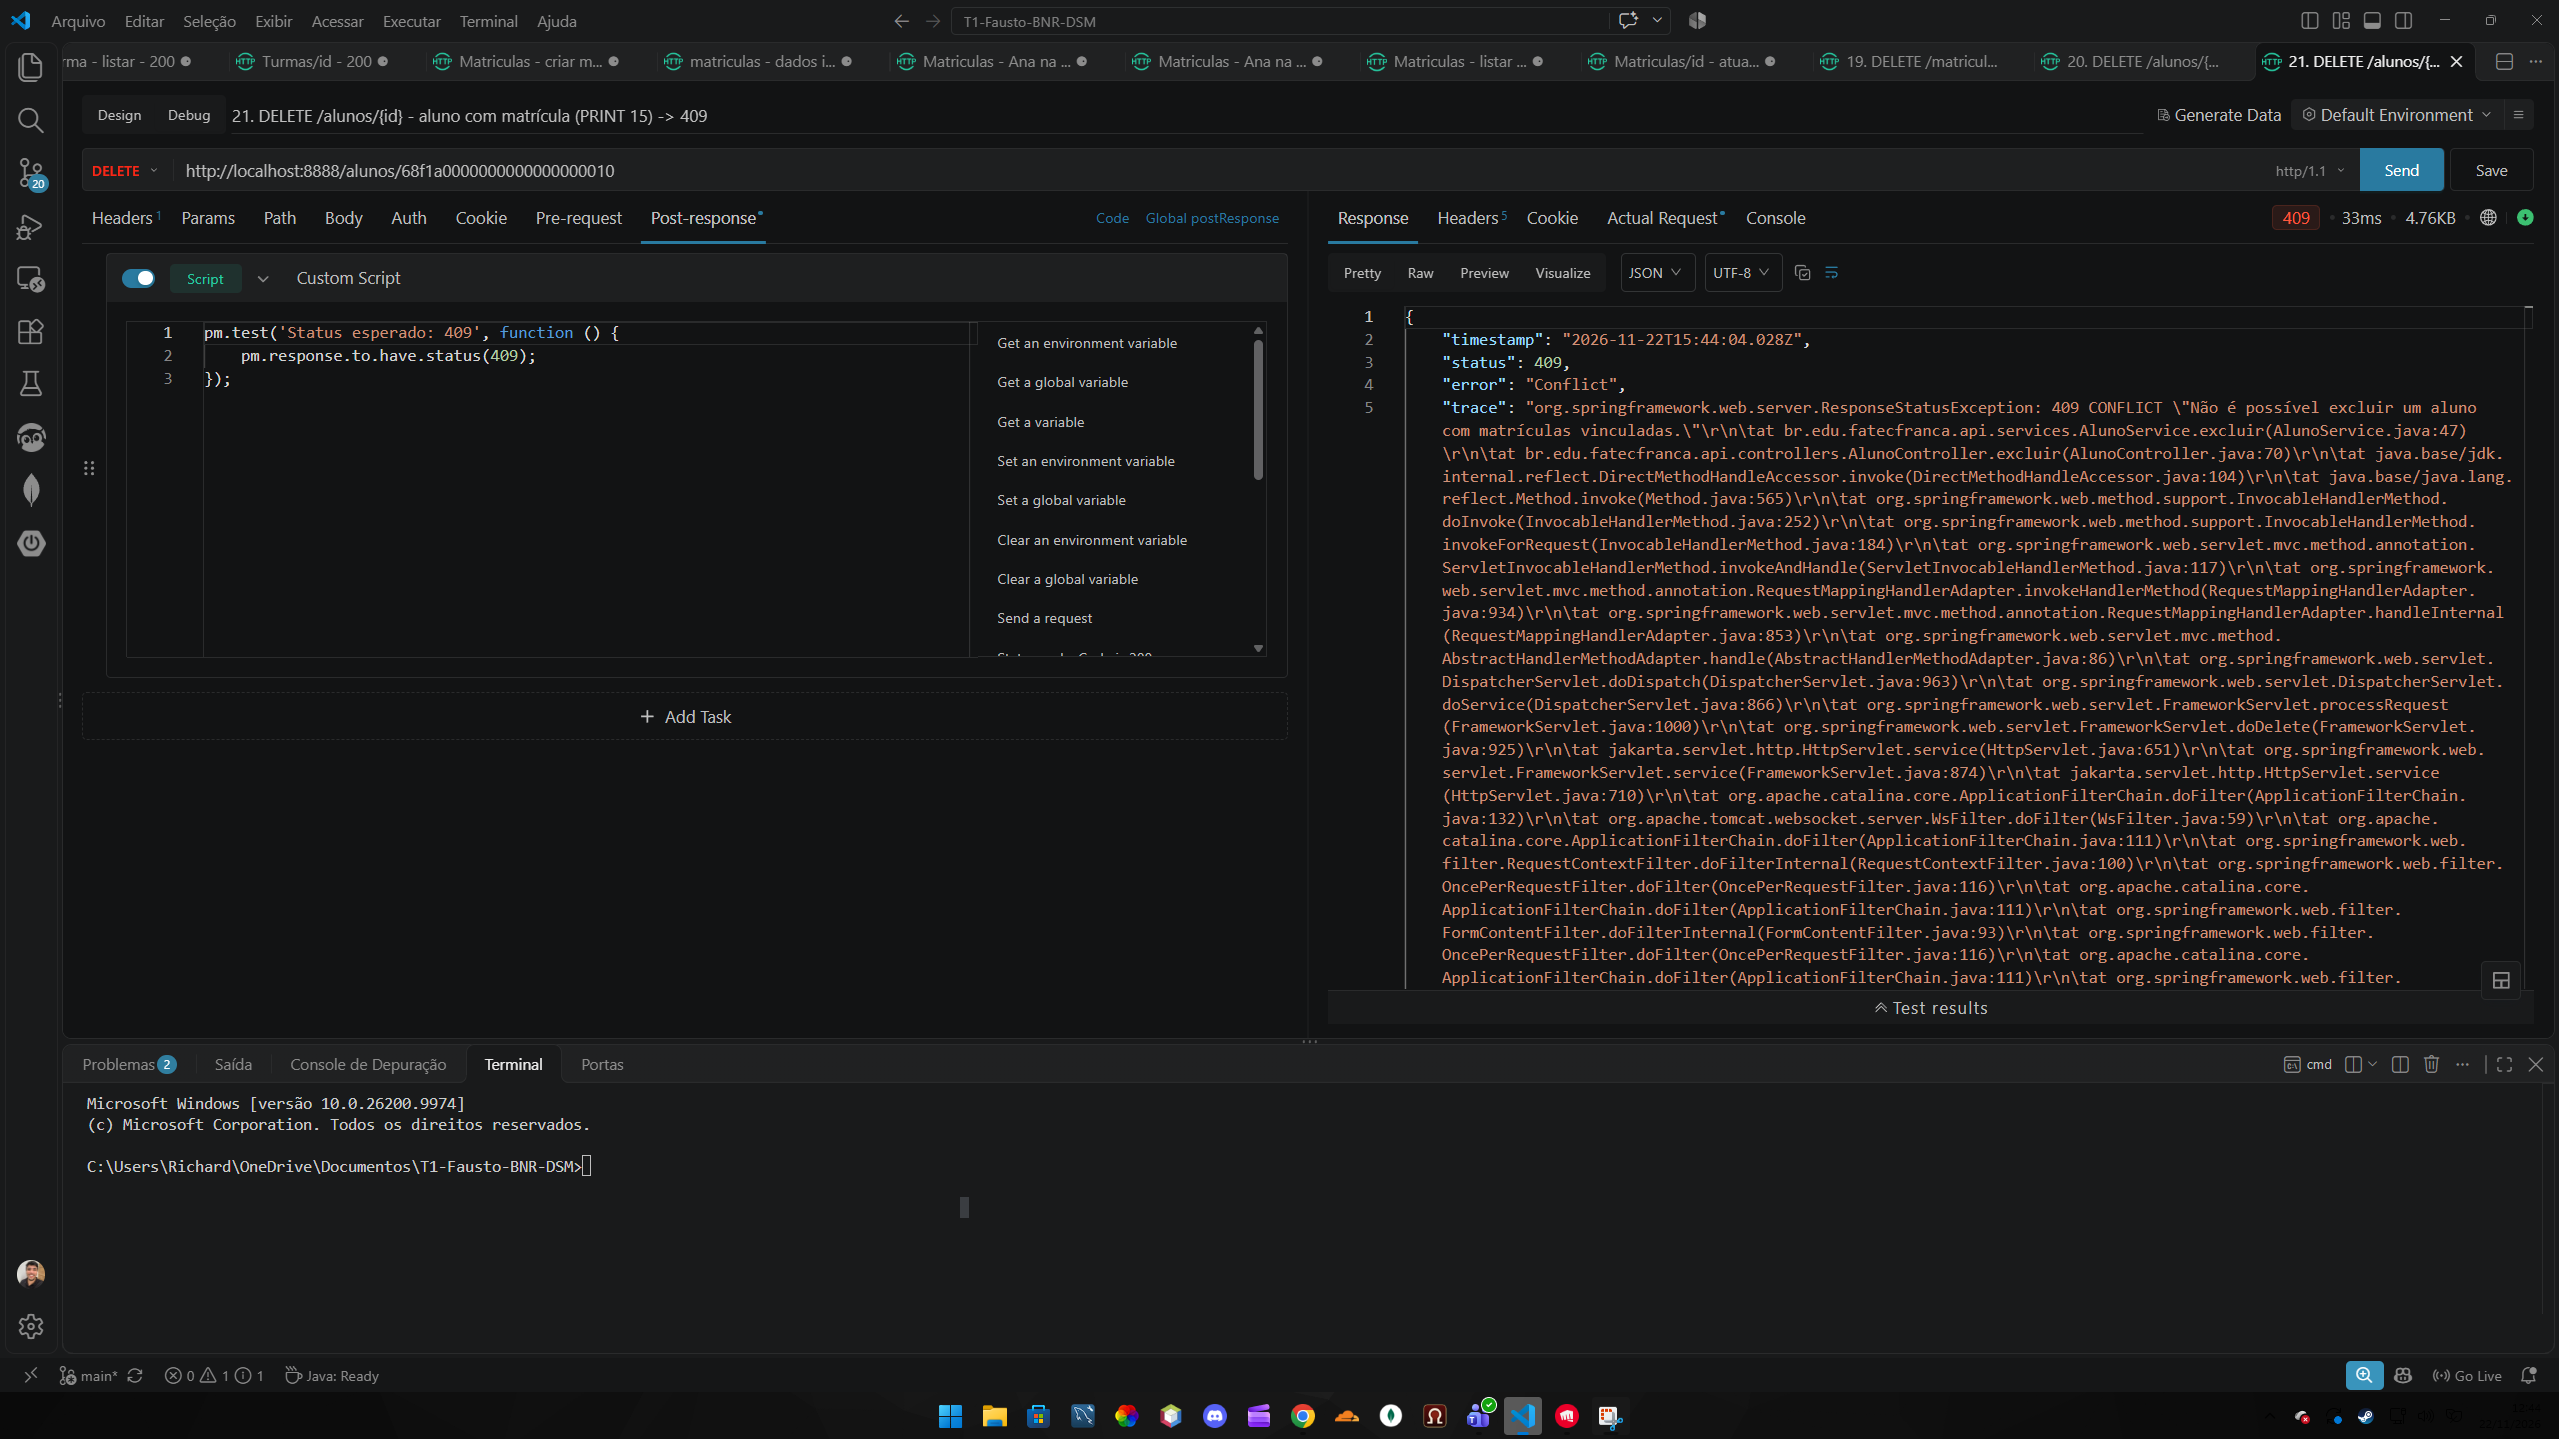 Arquivo Editar Seleção Exibir Acessar Executar Terminal Ajuda
T1-Fausto-BNR-DSM
rma - listar - 200
HTTP Turmas/id - 200
HTTP Matriculas - criar m...
HTTP matriculas - dados i...
HTTP Matriculas - Ana na ...
HTTP Matriculas - Ana na ...
HTTP Matriculas - listar ...
HTTP Matriculas/id - atua...
HTTP 19. DELETE /matricul...
HTTP 20. DELETE /alunos/{...
HTTP 21. DELETE /alunos/{...
Design Debug 21. DELETE /alunos/{id} - aluno com matrícula (PRINT 15) -> 409
Generate Data Default Environment
DELETE http://localhost:8888/alunos/68f1a0000000000000000010 http/1.1 Send Save
20
Headers 1 Params Path Body Auth Cookie Pre-request Post-response Code Global postResponse
Response Headers 5 Cookie Actual Request Console 409 33ms 4.76KB
Script Custom Script
Pretty Raw Preview Visualize JSON UTF-8
1 pm.test('Status esperado: 409', function () {
2 pm.response.to.have.status(409);
3 });
Get an environment variable
Get a global variable
Get a variable
Set an environment variable
Set a global variable
Clear an environment variable
Clear a global variable
Send a request
Add Task
1 {
2 "timestamp": "2026-11-22T15:44:04.028Z",
3 "status": 409,
4 "error": "Conflict",
5 "trace": "org.springframework.web.server.ResponseStatusException: 409 CONFLICT \"Não é possível excluir um aluno
com matrículas vinculadas.\"\r\n\tat br.edu.fatecfranca.api.services.AlunoService.excluir(AlunoService.java:47)
\r\n\tat br.edu.fatecfranca.api.controllers.AlunoController.excluir(AlunoController.java:70)\r\n\tat java.base/jdk.
internal.reflect.DirectMethodHandleAccessor.invoke(DirectMethodHandleAccessor.java:104)\r\n\tat java.base/java.lang.
reflect.Method.invoke(Method.java:565)\r\n\tat org.springframework.web.method.support.InvocableHandlerMethod.
doInvoke(InvocableHandlerMethod.java:252)\r\n\tat org.springframework.web.method.support.InvocableHandlerMethod.
invokeForRequest(InvocableHandlerMethod.java:184)\r\n\tat org.springframework.web.servlet.mvc.method.annotation.
ServletInvocableHandlerMethod.invokeAndHandle(ServletInvocableHandlerMethod.java:117)\r\n\tat org.springframework.
web.servlet.mvc.method.annotation.RequestMappingHandlerAdapter.invokeHandlerMethod(RequestMappingHandlerAdapter.
java:934)\r\n\tat org.springframework.web.servlet.mvc.method.annotation.RequestMappingHandlerAdapter.handleInternal
(RequestMappingHandlerAdapter.java:853)\r\n\tat org.springframework.web.servlet.mvc.method.
AbstractHandlerMethodAdapter.handle(AbstractHandlerMethodAdapter.java:86)\r\n\tat org.springframework.web.servlet.
DispatcherServlet.doDispatch(DispatcherServlet.java:963)\r\n\tat org.springframework.web.servlet.DispatcherServlet.
doService(DispatcherServlet.java:866)\r\n\tat org.springframework.web.servlet.FrameworkServlet.processRequest
(FrameworkServlet.java:1000)\r\n\tat org.springframework.web.servlet.FrameworkServlet.doDelete(FrameworkServlet.
java:925)\r\n\tat jakarta.servlet.http.HttpServlet.service(HttpServlet.java:651)\r\n\tat org.springframework.web.
servlet.FrameworkServlet.service(FrameworkServlet.java:874)\r\n\tat jakarta.servlet.http.HttpServlet.service
(HttpServlet.java:710)\r\n\tat org.apache.catalina.core.ApplicationFilterChain.doFilter(ApplicationFilterChain.
java:132)\r\n\tat org.apache.tomcat.websocket.server.WsFilter.doFilter(WsFilter.java:59)\r\n\tat org.apache.
catalina.core.ApplicationFilterChain.doFilter(ApplicationFilterChain.java:111)\r\n\tat org.springframework.web.
filter.RequestContextFilter.doFilterInternal(RequestContextFilter.java:100)\r\n\tat org.springframework.web.filter.
OncePerRequestFilter.doFilter(OncePerRequestFilter.java:116)\r\n\tat org.apache.catalina.core.
ApplicationFilterChain.doFilter(ApplicationFilterChain.java:111)\r\n\tat org.springframework.web.filter.
FormContentFilter.doFilterInternal(FormContentFilter.java:93)\r\n\tat org.springframework.web.filter.
OncePerRequestFilter.doFilter(OncePerRequestFilter.java:116)\r\n\tat org.apache.catalina.core.
ApplicationFilterChain.doFilter(ApplicationFilterChain.java:111)\r\n\tat org.springframework.web.filter.
Test results
Problemas 2 Saída Console de Depuração Terminal Portas cmd
Microsoft Windows [versão 10.0.26200.9974]
(c) Microsoft Corporation. Todos os direitos reservados.
C:\Users\Richard\OneDrive\Documentos\T1-Fausto-BNR-DSM>
main* 0 1 1 Java: Ready Go Live